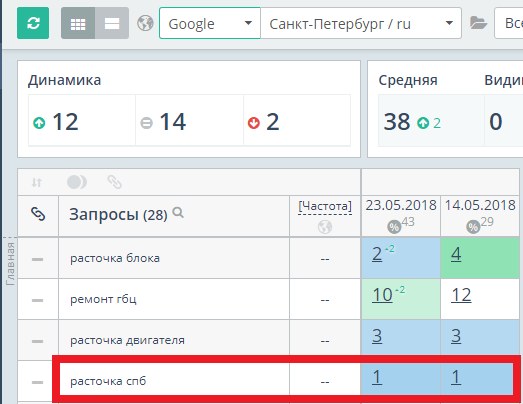 Google Санкт-Петербург / ru Все
Динамика
12 14 2
Средняя Види
38 2 0
Главная
Запросы (28) [Частота] 23.05.2018 14.05.2018
%43 %29
расточка блока -- 2 -2 4
ремонт гбц -- 10 -2 12
расточка двигателя -- 3 3
расточка спб -- 1 1